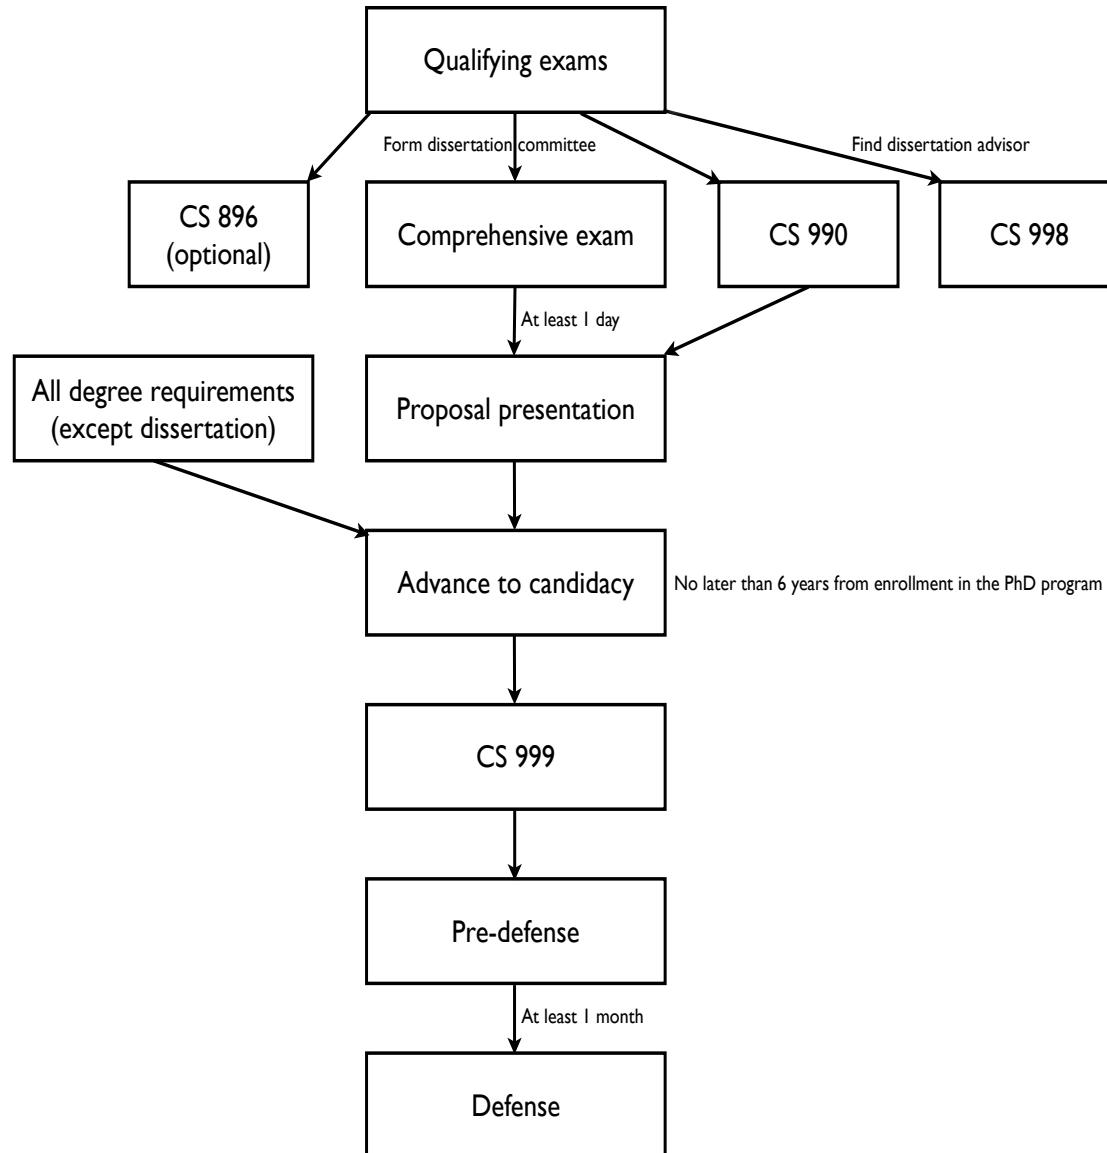 Qualifying exams
Form dissertation committee
Find dissertation advisor
CS 896
(optional)
Comprehensive exam
CS 990
CS 998
At least 1 day
All degree requirements
(except dissertation)
Proposal presentation
Advance to candidacy
No later than 6 years from enrollment in the PhD program
CS 999
Pre-defense
At least 1 month
Defense